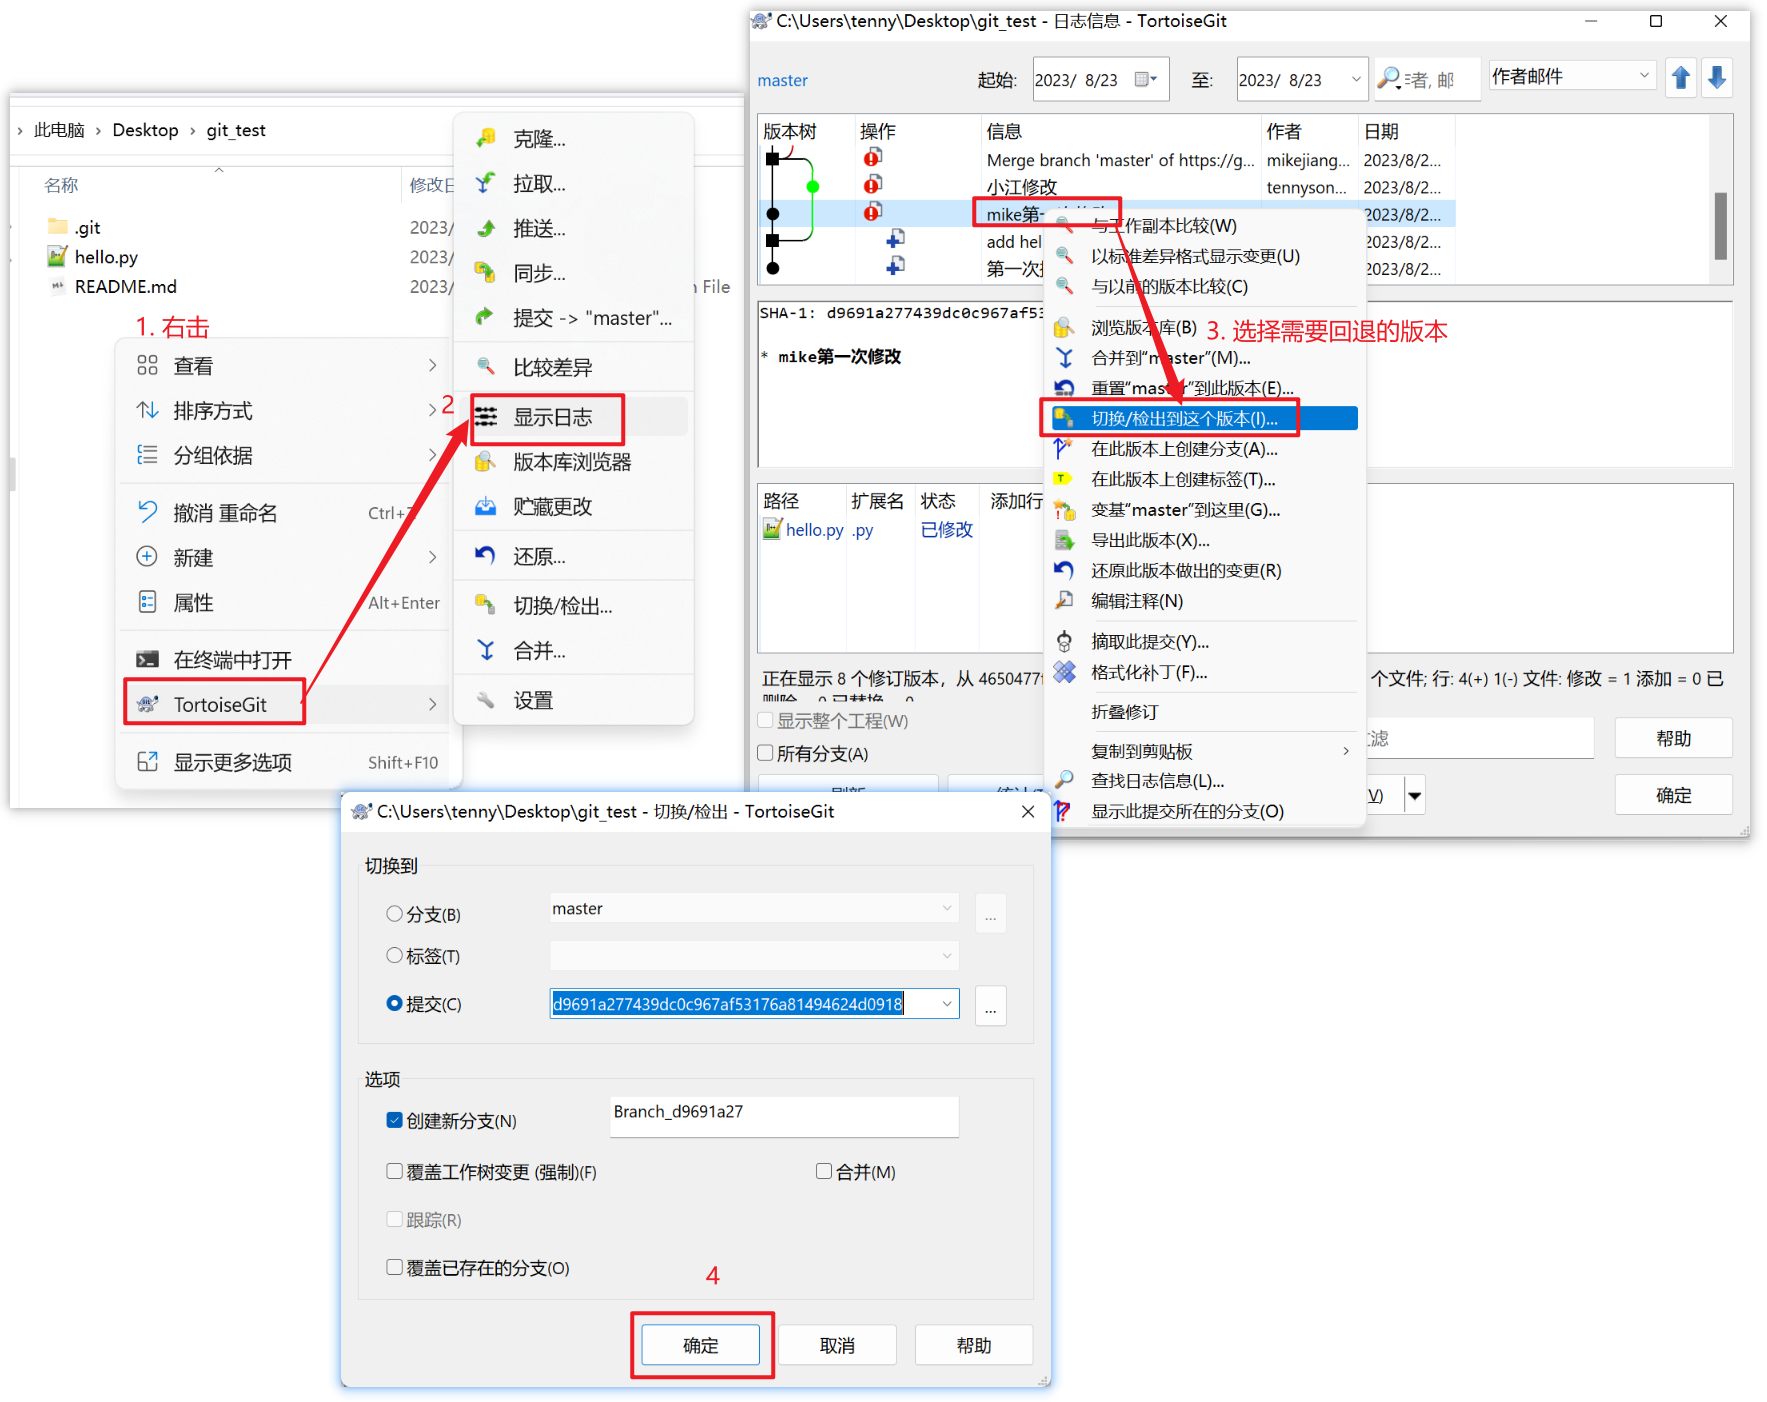 C:\Users\tenny\Desktop\git_test - 日志信息 - TortoiseGit
master
起始: 2023/ 8/23 至: 2023/ 8/23
作者邮件
版本树 操作 信息 作者 日期
Merge branch 'master' of https://g... mikejiang... 2023/8/2...
小江修改 tennyson... 2023/8/2...
mike第一次修改 2023/8/2...
add hel 2023/8/2...
第一次 2023/8/2...
SHA-1: d9691a277439dc0c967af53
* mike第一次修改
路径 扩展名 状态 添加行
hello.py .py 已修改
正在显示 8 个修订版本，从 4650477f
个文件; 行: 4(+) 1(-) 文件: 修改 = 1 添加 = 0 已
显示整个工程(W)
所有分支(A)
帮助
确定
与工作副本比较(W)
以标准差异格式显示变更(U)
与以前的版本比较(C)
浏览版本库(B)
合并到“master”(M)...
重置“master”到此版本(E)...
切换/检出到这个版本(I)...
在此版本上创建分支(A)...
在此版本上创建标签(T)...
变基“master”到这里(G)...
导出此版本(X)...
还原此版本做出的变更(R)
编辑注释(N)
摘取此提交(Y)...
格式化补丁(F)...
折叠修订
复制到剪贴板
查找日志信息(L)...
显示此提交所在的分支(O)
3. 选择需要回退的版本
此电脑 › Desktop › git_test
名称 修改日
.git 2023/
hello.py 2023/
README.md 2023/ File
1. 右击
查看
排序方式
分组依据
撤消 重命名 Ctrl+Z
新建
属性 Alt+Enter
在终端中打开
TortoiseGit
显示更多选项 Shift+F10
2
克隆...
拉取...
推送...
同步...
提交 -> "master"...
比较差异
显示日志
版本库浏览器
贮藏更改
还原...
切换/检出...
合并...
设置
C:\Users\tenny\Desktop\git_test - 切换/检出 - TortoiseGit
切换到
分支(B) master ...
标签(T)
提交(C) d9691a277439dc0c967af53176a81494624d0918 ...
选项
创建新分支(N) Branch_d9691a27
覆盖工作树变更 (强制)(F) 合并(M)
跟踪(R)
覆盖已存在的分支(O)
4
确定 取消 帮助